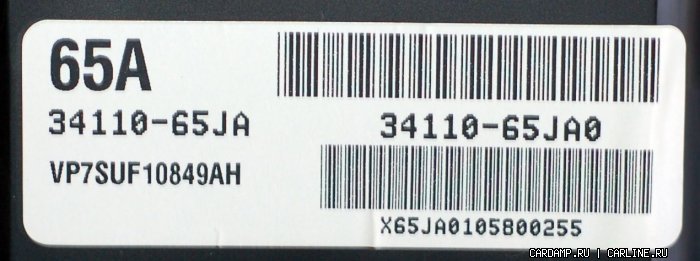 65A
34110-65JA
VP7SUF10849AH
34110-65JA0
X65JA0105800255
CARDAMP.RU | CARLINE.RU